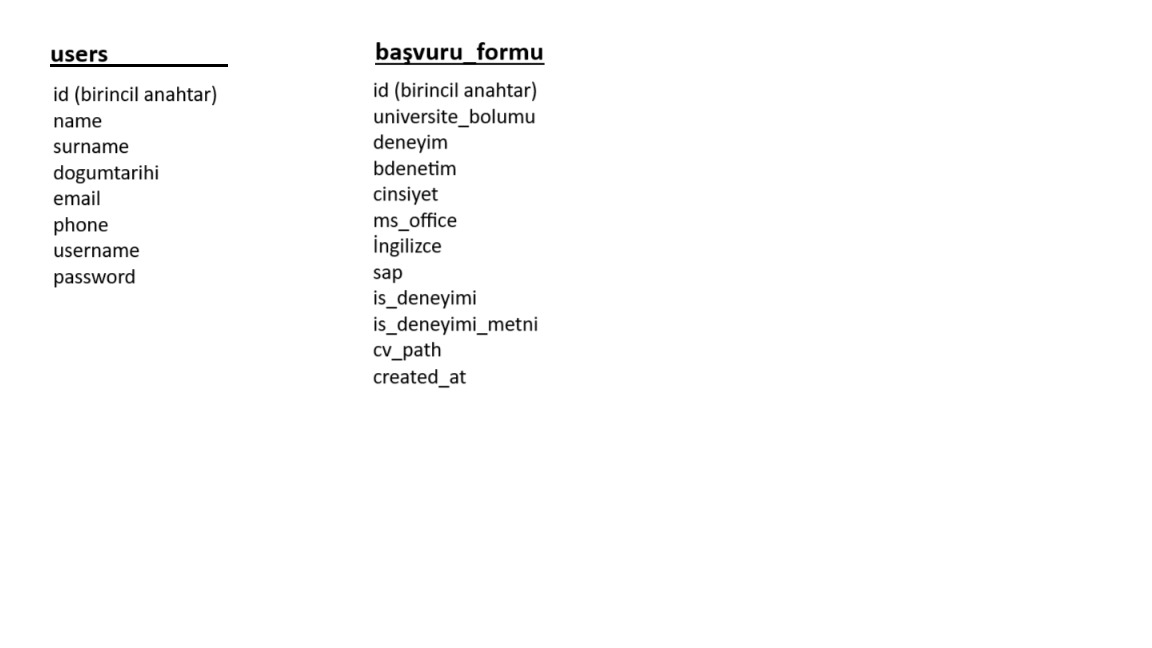 users
id (birincil anahtar)
name
surname
dogumtarihi
email
phone
username
password
başvuru_formu
id (birincil anahtar)
universite_bolumu
deneyim
bdenetim
cinsiyet
ms_office
İngilizce
sap
is_deneyimi
is_deneyimi_metni
cv_path
created_at